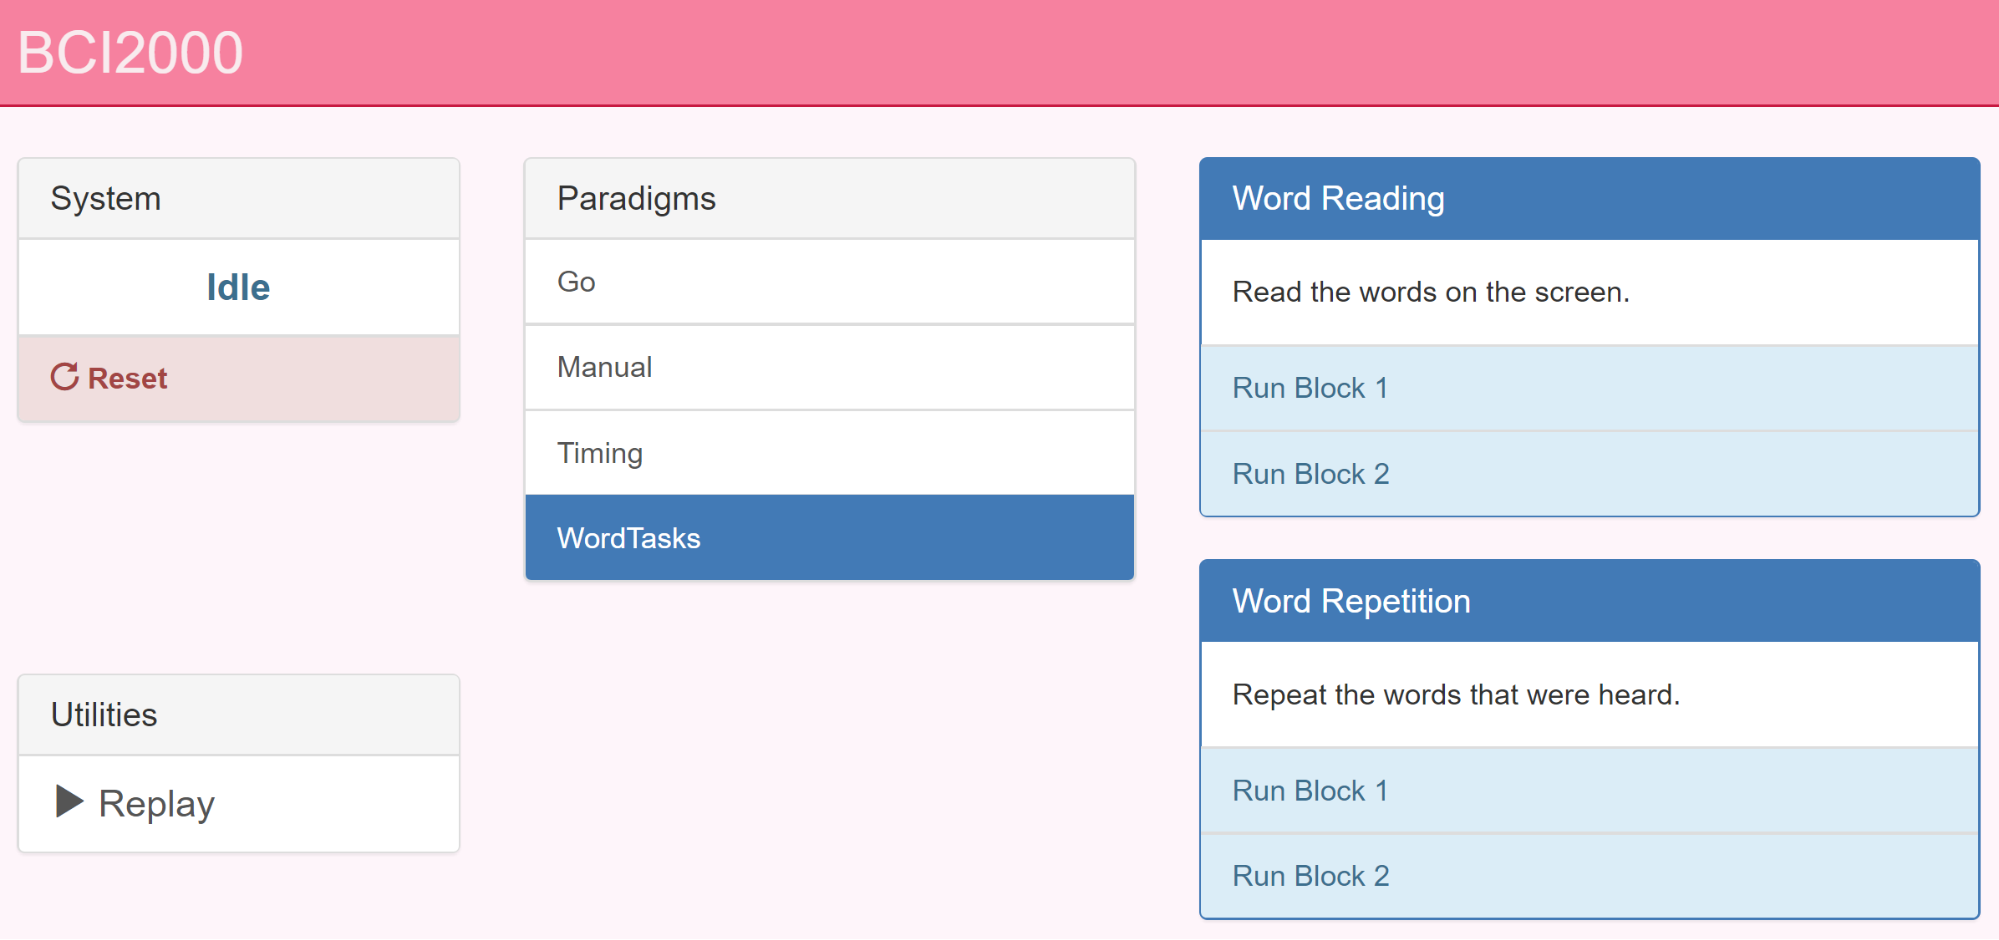 BCI2000
System
Idle
Reset
Utilities
Replay
Paradigms
Go
Manual
Timing
WordTasks
Word Reading
Read the words on the screen.
Run Block 1
Run Block 2
Word Repetition
Repeat the words that were heard.
Run Block 1
Run Block 2